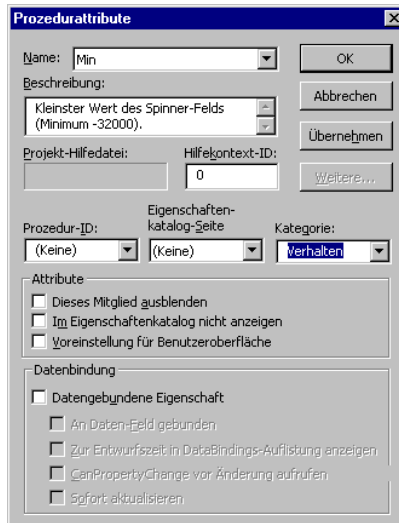 Prozedurattribute
Name: Min
OK
Beschreibung:
Kleinster Wert des Spinner-Felds
(Minimum -32000).
Abbrechen
Übernehmen
Projekt-Hilfedatei: Hilfekontext-ID:
0
Weitere...
Prozedur-ID: Eigenschaften-
katalog-Seite Kategorie:
(Keine) (Keine) Verhalten
Attribute
Dieses Mitglied ausblenden
Im Eigenschaftenkatalog nicht anzeigen
Voreinstellung für Benutzeroberfläche
Datenbindung
Datengebundene Eigenschaft
An Daten-Feld gebunden
Zur Entwurfszeit in DataBindings-Auflistung anzeigen
CanPropertyChange vor Änderung aufrufen
Sofort aktualisieren